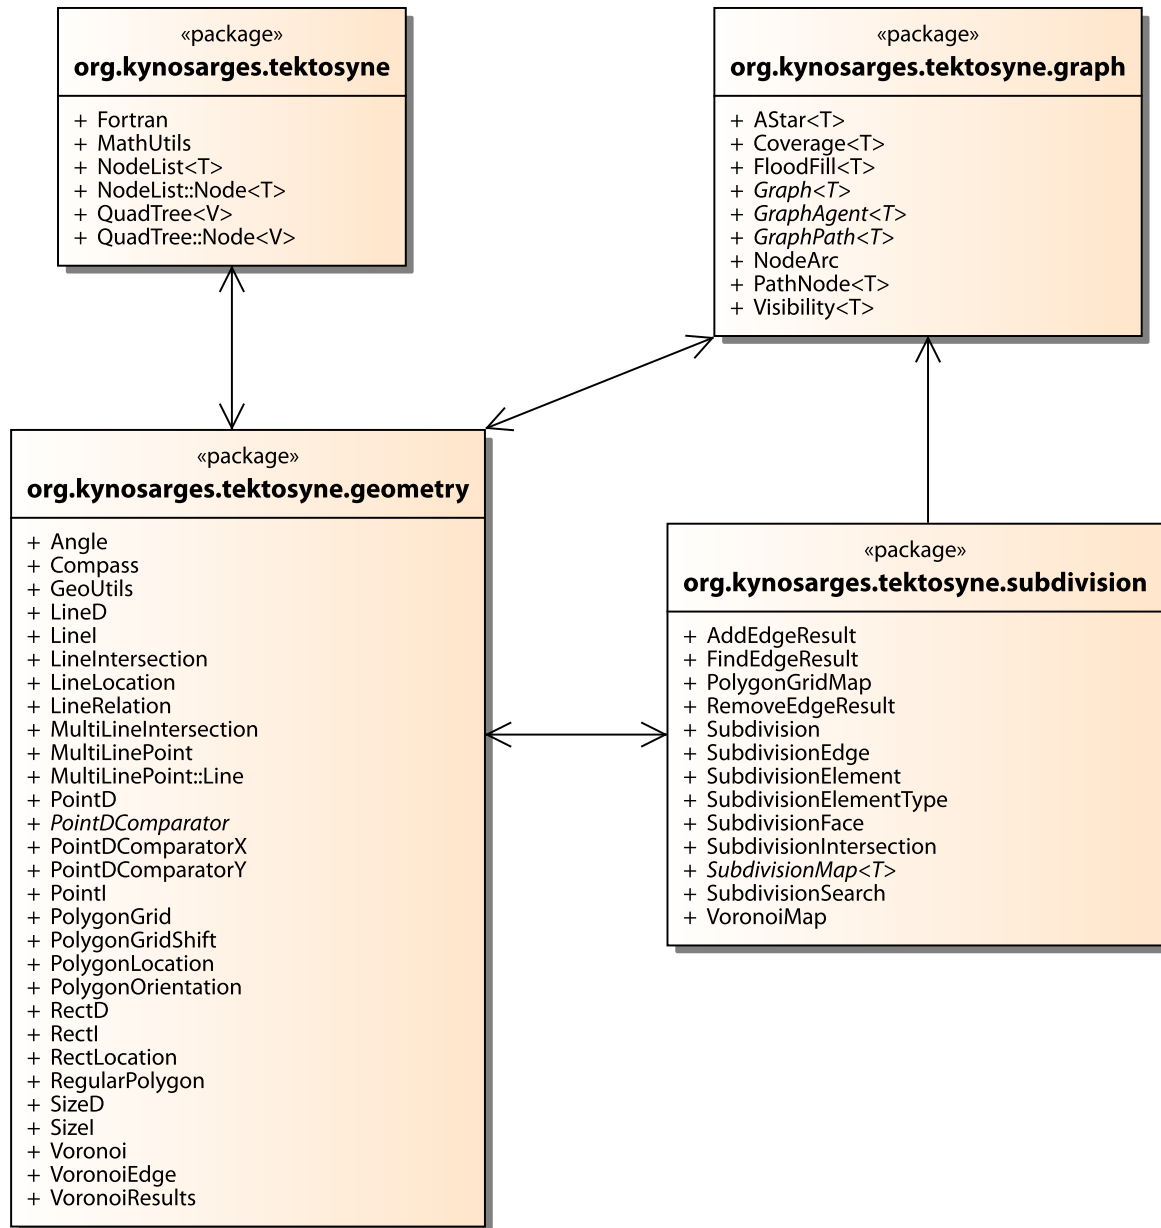 «package»
org.kynosarges.tektosyne
+ Fortran
+ MathUtils
+ NodeList<T>
+ NodeList::Node<T>
+ QuadTree<V>
+ QuadTree::Node<V>
«package»
org.kynosarges.tektosyne.graph
+ AStar<T>
+ Coverage<T>
+ FloodFill<T>
+ Graph<T>
+ GraphAgent<T>
+ GraphPath<T>
+ NodeArc
+ PathNode<T>
+ Visibility<T>
«package»
org.kynosarges.tektosyne.geometry
+ Angle
+ Compass
+ GeoUtils
+ LineD
+ LineI
+ LineIntersection
+ LineLocation
+ LineRelation
+ MultiLineIntersection
+ MultiLinePoint
+ MultiLinePoint::Line
+ PointD
+ PointDComparator
+ PointDComparatorX
+ PointDComparatorY
+ PointI
+ PolygonGrid
+ PolygonGridShift
+ PolygonLocation
+ PolygonOrientation
+ RectD
+ RectI
+ RectLocation
+ RegularPolygon
+ SizeD
+ SizeI
+ Voronoi
+ VoronoiEdge
+ VoronoiResults
«package»
org.kynosarges.tektosyne.subdivision
+ AddEdgeResult
+ FindEdgeResult
+ PolygonGridMap
+ RemoveEdgeResult
+ Subdivision
+ SubdivisionEdge
+ SubdivisionElement
+ SubdivisionElementType
+ SubdivisionFace
+ SubdivisionIntersection
+ SubdivisionMap<T>
+ SubdivisionSearch
+ VoronoiMap